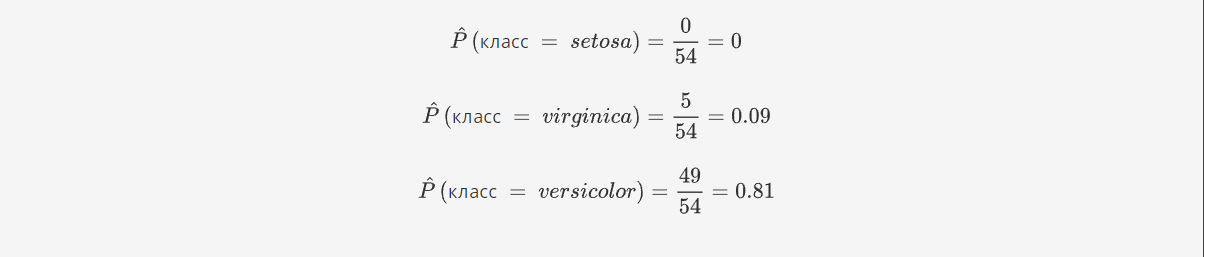 P̂ (класс = setosa) = 0/54 = 0
P̂ (класс = virginica) = 5/54 = 0.09
P̂ (класс = versicolor) = 49/54 = 0.81